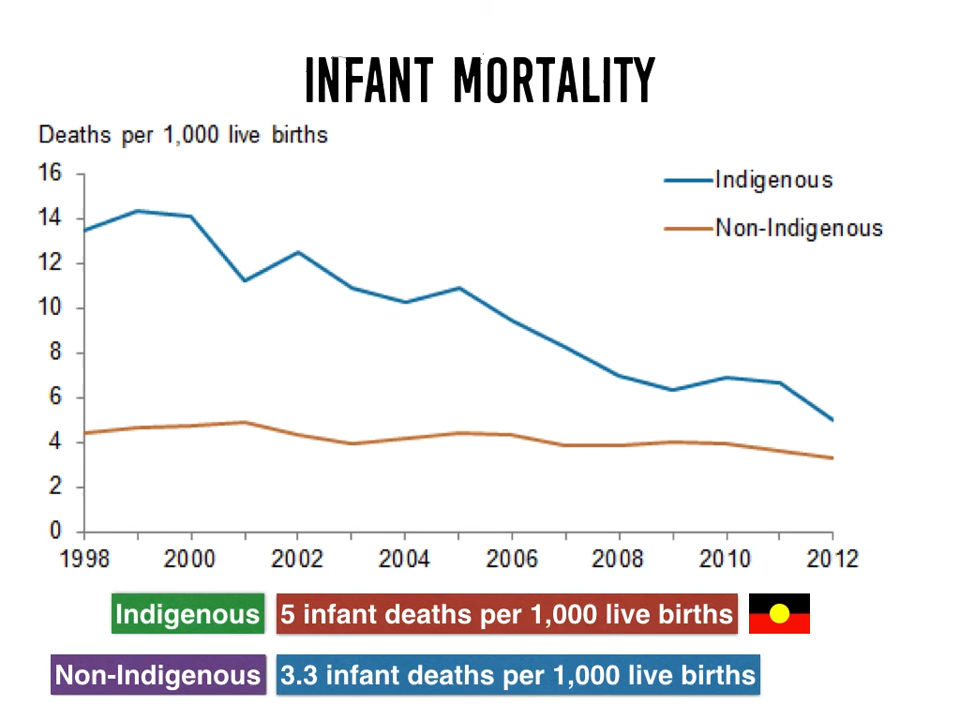 INFANT MORTALITY
Deaths per 1,000 live births
16
14
12
10
8
6
4
2
0
Indigenous
Non-Indigenous
1998 2000 2002 2004 2006 2008 2010 2012
Indigenous 5 infant deaths per 1,000 live births
Non-Indigenous 3.3 infant deaths per 1,000 live births